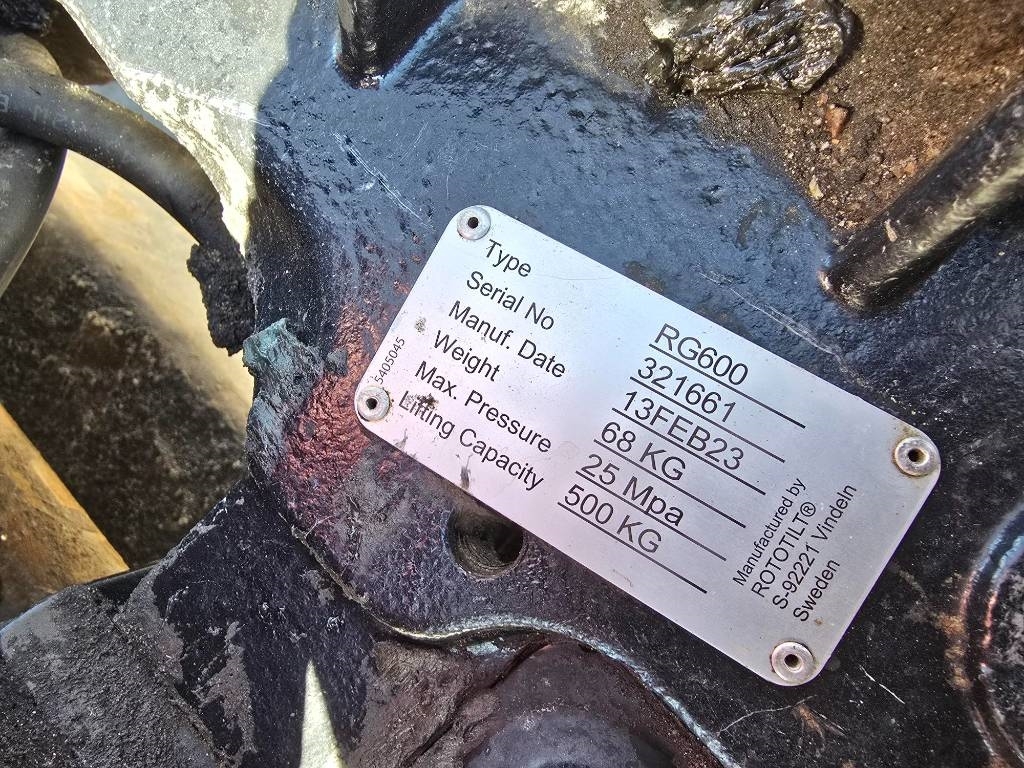 Type RG600
Serial No 321661
Manuf. Date 13FEB23
Weight 68 KG
Max. Pressure 25 Mpa
Lifting Capacity 500 KG
5405045
Manufactured by
ROTOTILT®
S-92221 Vindeln
Sweden